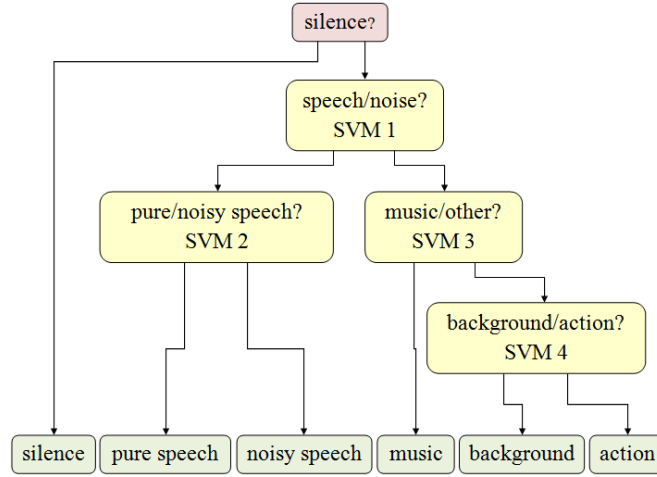 silence?
speech/noise?
SVM 1
pure/noisy speech?
SVM 2
music/other?
SVM 3
background/action?
SVM 4
silence
pure speech
noisy speech
music
background
action